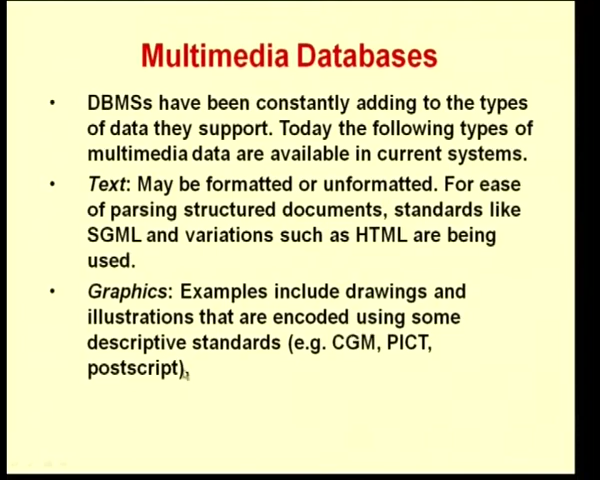 Multimedia Databases
• DBMSs have been constantly adding to the types
of data they support. Today the following types of
multimedia data are available in current systems.
• Text: May be formatted or unformatted. For ease
of parsing structured documents, standards like
SGML and variations such as HTML are being
used.
• Graphics: Examples include drawings and
illustrations that are encoded using some
descriptive standards (e.g. CGM, PICT,
postscript).